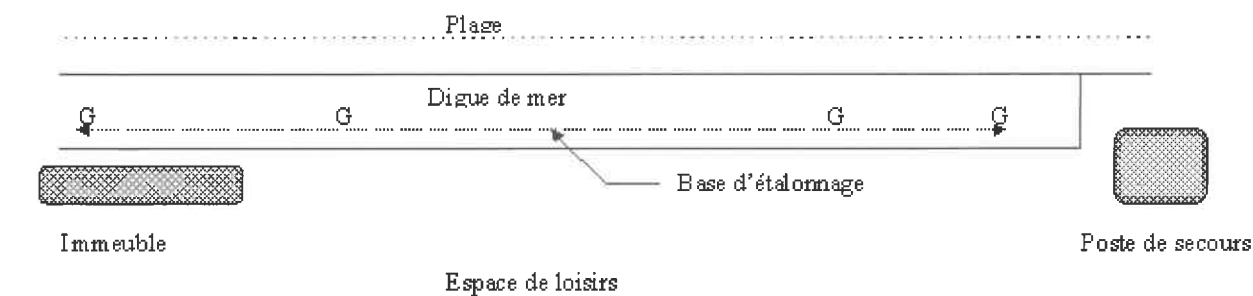 Plage
Digue de mer
G G G G
Base d'étalonnage
Immeuble
Poste de secours
Espace de loisirs